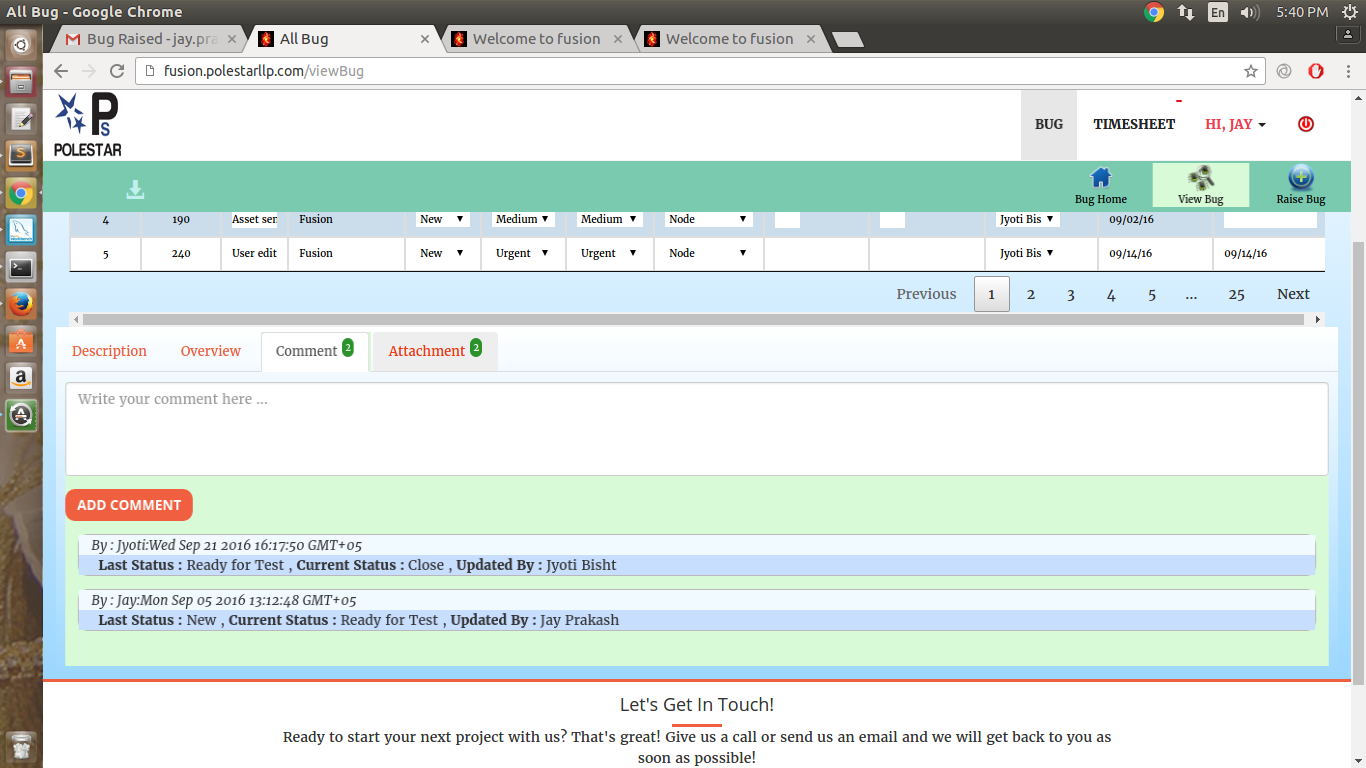 All Bug - Google Chrome
En
5:40 PM
Bug Raised - jay.pra
All Bug
Welcome to fusion
Welcome to fusion
fusion.polestarllp.com/viewBug
Ps
POLESTAR
BUG
TIMESHEET
HI, JAY
Bug Home
View Bug
Raise Bug
4 190 Asset sen Fusion New Medium Medium Node Jyoti Bis 09/02/16
5 240 User edit Fusion New Urgent Urgent Node Jyoti Bis 09/14/16 09/14/16
Previous 1 2 3 4 5 ... 25 Next
Description Overview Comment 2 Attachment 2
Write your comment here ...
ADD COMMENT
By : Jyoti:Wed Sep 21 2016 16:17:50 GMT+05
Last Status : Ready for Test , Current Status : Close , Updated By : Jyoti Bisht
By : Jay:Mon Sep 05 2016 13:12:48 GMT+05
Last Status : New , Current Status : Ready for Test , Updated By : Jay Prakash
Let's Get In Touch!
Ready to start your next project with us? That's great! Give us a call or send us an email and we will get back to you as
soon as possible!